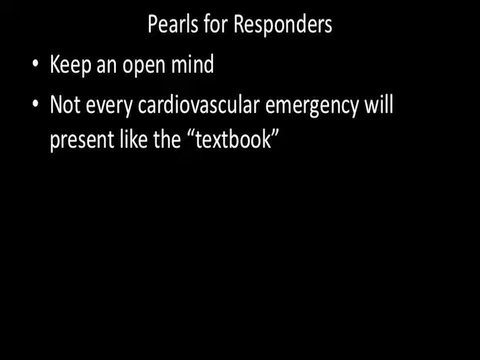 Pearls for Responders
• Keep an open mind
• Not every cardiovascular emergency will
present like the “textbook”